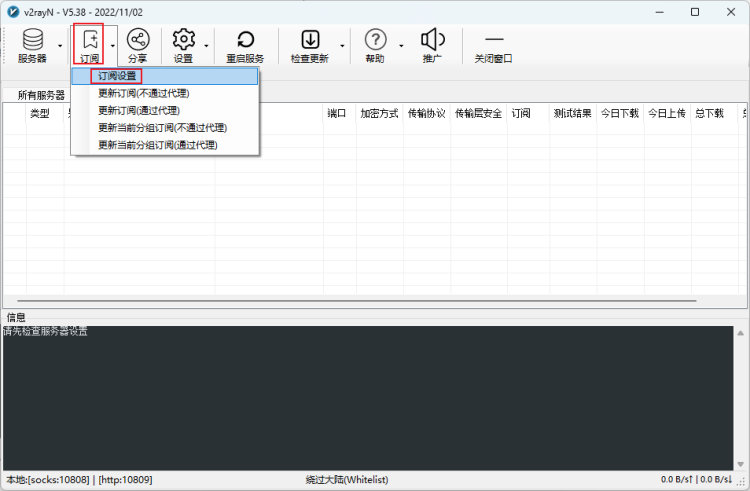 v2rayN - V5.38 - 2022/11/02
服务器 订阅 分享 设置 重启服务 检查更新 帮助 推广 关闭窗口
订阅设置
更新订阅(不通过代理)
更新订阅(通过代理)
更新当前分组订阅(不通过代理)
更新当前分组订阅(通过代理)
所有服务器
类型 端口 加密方式 传输协议 传输层安全 订阅 测试结果 今日下载 今日上传 总下载
信息
请先检查服务器设置
本地:[socks:10808] | [http:10809] 绕过大陆(Whitelist) 0.0 B/s↑ | 0.0 B/s↓